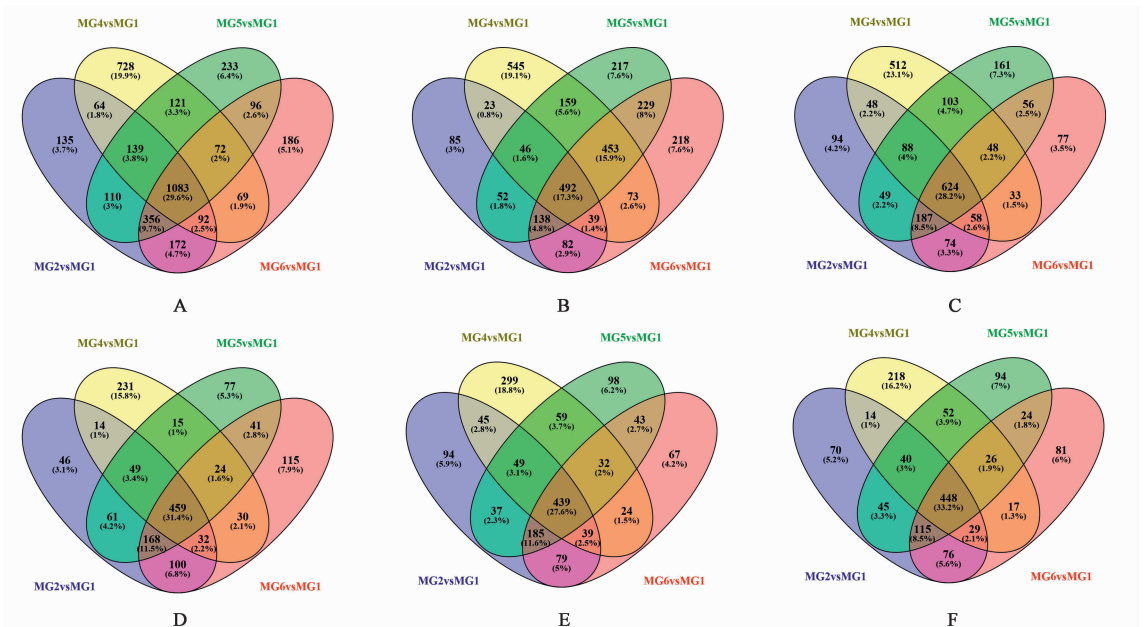 MG4vsMG1 MG5vsMG1
728 233
(19.9%) (6.4%)
64 121 96
(1.8%) (3.3%) (2.6%)
135 139 72 186
(3.7%) (3.8%) (2%) (5.1%)
1083
(29.6%)
110 69
(3%) (1.9%)
356 92
(9.7%) (2.5%)
172
(4.7%)
MG2vsMG1 MG6vsMG1
A
MG4vsMG1 MG5vsMG1
545 217
(19.1%) (7.6%)
23 159 229
(0.8%) (5.6%) (8%)
85 46 453 218
(3%) (1.6%) (15.9%) (7.6%)
492
(17.3%)
52 73
(1.8%) (2.6%)
138 39
(4.8%) (1.4%)
82
(2.9%)
MG2vsMG1 MG6vsMG1
B
MG4vsMG1 MG5vsMG1
512 161
(23.1%) (7.3%)
48 103 56
(2.2%) (4.7%) (2.5%)
94 88 48 77
(4.2%) (4%) (2.2%) (3.5%)
624
(28.2%)
49 33
(2.2%) (1.5%)
187 58
(8.5%) (2.6%)
74
(3.3%)
MG2vsMG1 MG6vsMG1
C
MG4vsMG1 MG5vsMG1
231 77
(15.8%) (5.3%)
14 15 41
(1%) (1%) (2.8%)
46 49 24 115
(3.1%) (3.4%) (1.6%) (7.9%)
459
(31.4%)
61 30
(4.2%) (2.1%)
168 32
(11.5%) (2.2%)
100
(6.8%)
MG2vsMG1 MG6vsMG1
D
MG4vsMG1 MG5vsMG1
299 98
(18.8%) (6.2%)
45 59 43
(2.8%) (3.7%) (2.7%)
94 49 32 67
(5.9%) (3.1%) (2%) (4.2%)
439
(27.6%)
37 24
(2.3%) (1.5%)
185 39
(11.6%) (2.5%)
79
(5%)
MG2vsMG1 MG6vsMG1
E
MG4vsMG1 MG5vsMG1
218 94
(16.2%) (7%)
14 52 24
(1%) (3.9%) (1.8%)
70 40 26 81
(5.2%) (3%) (1.9%) (6%)
448
(33.2%)
45 17
(3.3%) (1.3%)
115 29
(8.5%) (2.1%)
76
(5.6%)
MG2vsMG1 MG6vsMG1
F